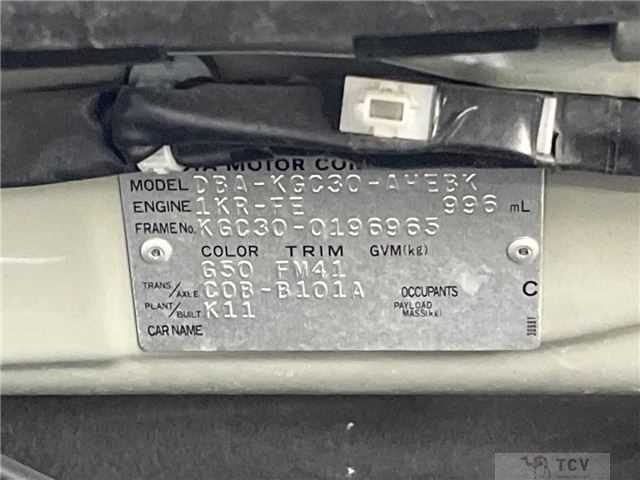 MOTOR
MODEL DBA-KGC30-AHEBK
ENGINE 1KR-FE 996 mL
FRAME No. KGC30-0196965
COLOR TRIM GVM(kg)
G50 FM41
TRANS/AXLE C0B-B101A OCCUPANTS C
PLANT/BUILT K11 PAYLOAD MASS(kg)
CAR NAME
TCV